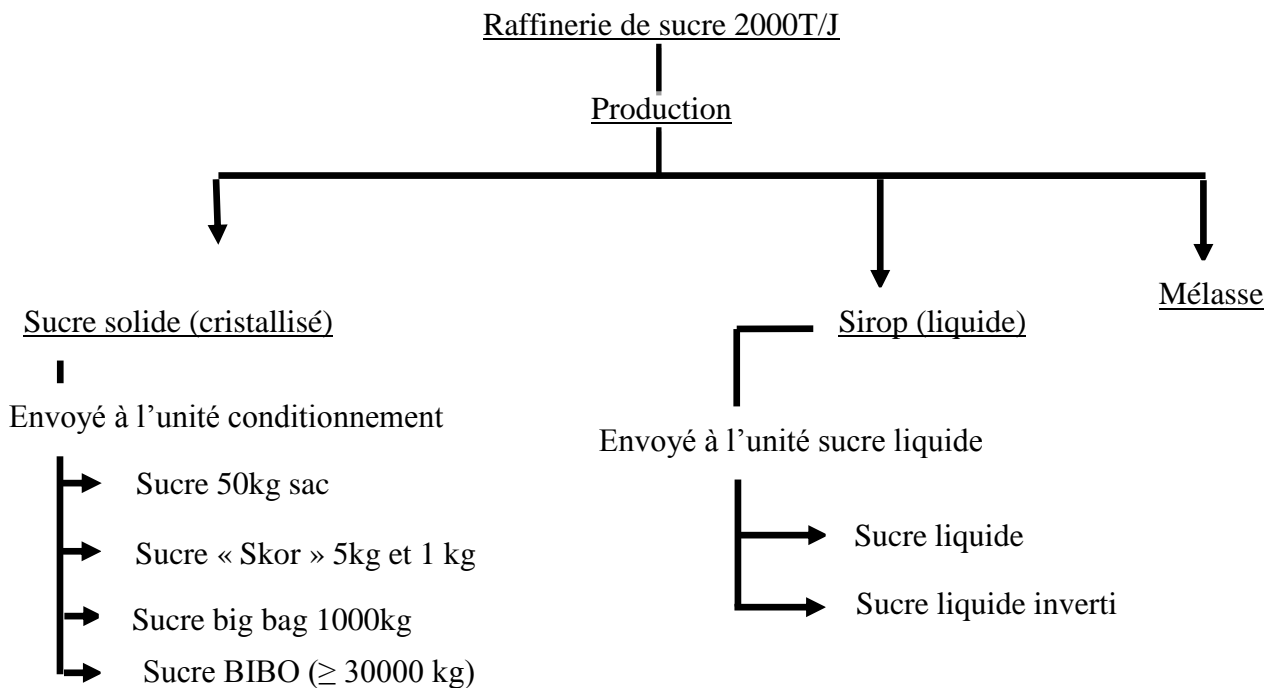 Raffinerie de sucre 2000T/J
Production
Mélasse
Sucre solide (cristallisé)
Sirop (liquide)
Envoyé à l’unité conditionnement
Envoyé à l’unité sucre liquide
Sucre 50kg sac
Sucre « Skor » 5kg et 1 kg
Sucre big bag 1000kg
Sucre BIBO (≥ 30000 kg)
Sucre liquide
Sucre liquide inverti